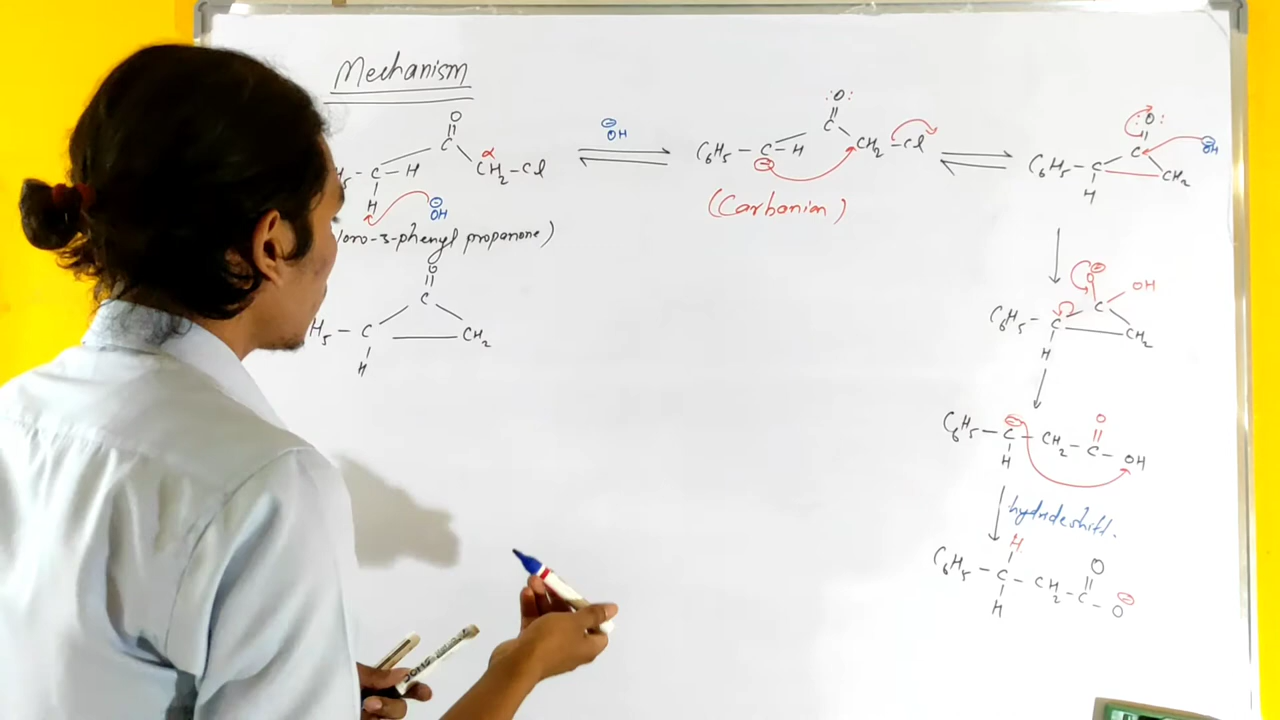 Mechanism
O
C
α
C – H
CH₂ – Cl
H
⊖OH
loro-3-phenyl propanone)
O
C
H₅ – C
CH₂
H
⊖OH
:O:
C
C₆H₅ – C – H
CH₂ – Cl
⊖
(Carbanion)
:O:
C
⊖OH
C₆H₅ – C
CH₂
H
O⊖
OH
C
C₆H₅ – C
CH₂
H
⊖
O
C₆H₅ – C – CH₂ – C – OH
H
hydride shift.
H
O
C₆H₅ – C – CH₂ – C – O⊖
H